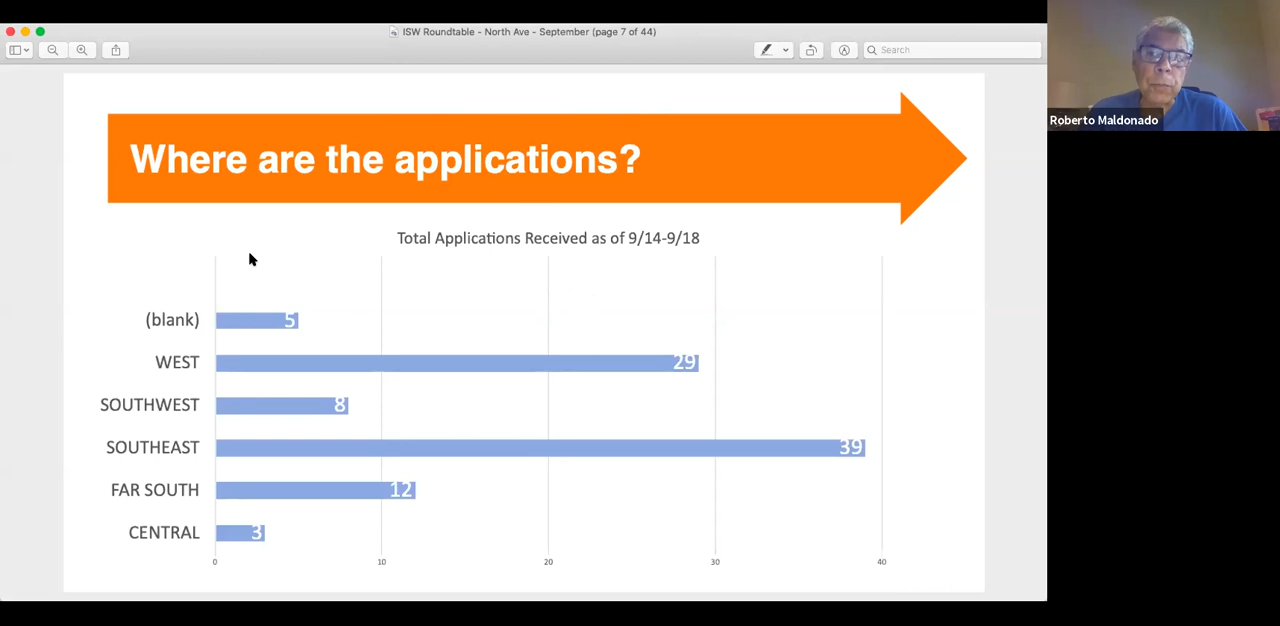 ISW Roundtable - North Ave - September (page 7 of 44)
Search
Roberto Maldonado
Where are the applications?
Total Applications Received as of 9/14-9/18
(blank) 5
WEST 29
SOUTHWEST 8
SOUTHEAST 39
FAR SOUTH 12
CENTRAL 3
0 10 20 30 40